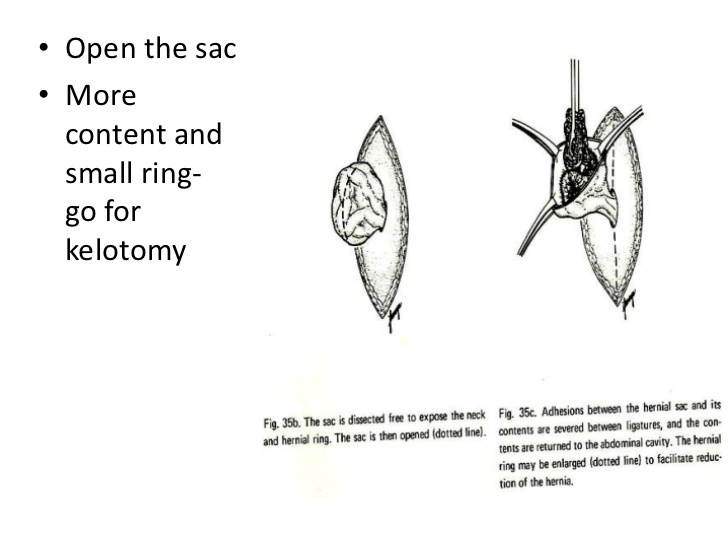 • Open the sac
• More
content and
small ring-
go for
kelotomy
Fig. 35b. The sac is dissected free to expose the neck
and hernial ring. The sac is then opened (dotted line).
Fig. 35c. Adhesions between the hernial sac and its
contents are severed between ligatures, and the con-
tents are returned to the abdominal cavity. The hernial
ring may be enlarged (dotted line) to facilitate reduc-
tion of the hernia.